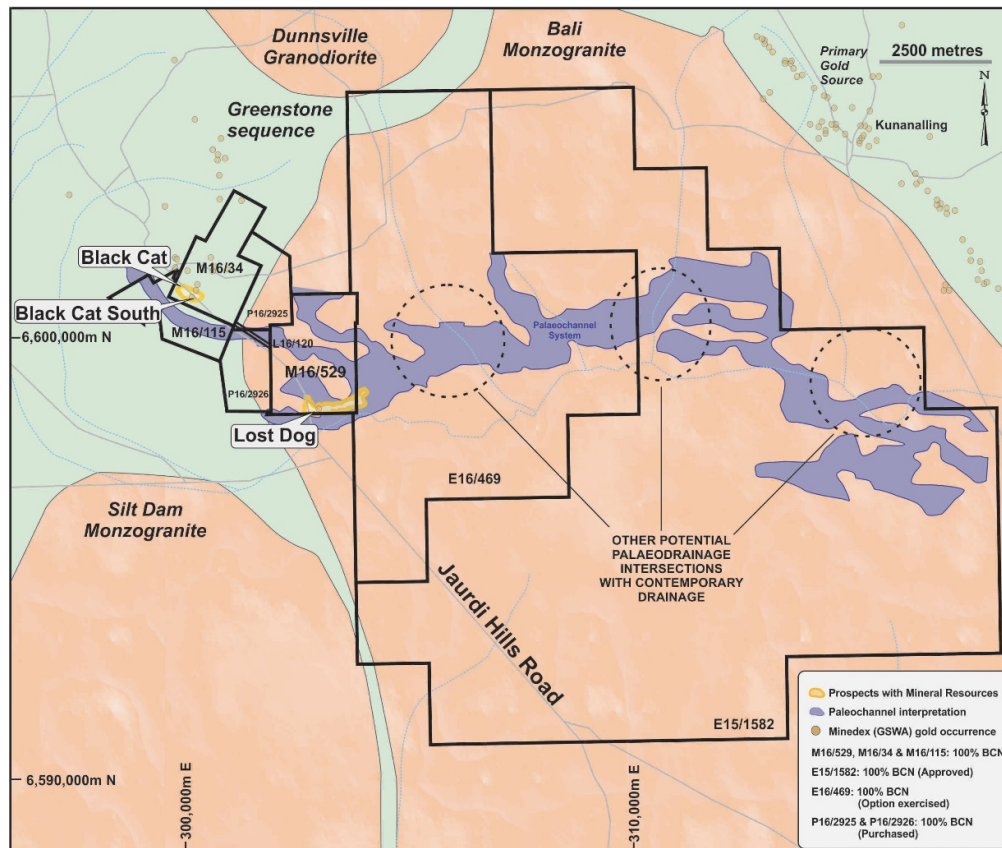 Dunnsville
Granodiorite
Bali
Monzogranite
Primary
Gold
Source
2500 metres
N
Greenstone
sequence
Kunanalling
Black Cat
M16/34
Black Cat South
P16/2925
M16/115
Palaeochannel
System
6,600,000m N
L16/120
M16/529
P16/2926
Lost Dog
E16/469
Silt Dam
Monzogranite
OTHER POTENTIAL
PALAEODRAINAGE
INTERSECTIONS
WITH CONTEMPORARY
DRAINAGE
Jaurdi Hills Road
E15/1582
6,590,000m N
300,000m E
310,000m E
Prospects with Mineral Resources
Paleochannel interpretation
Minedex (GSWA) gold occurrence
M16/529, M16/34 & M16/115: 100% BCN
E15/1582: 100% BCN (Approved)
E16/469: 100% BCN
(Option exercised)
P16/2925 & P16/2926: 100% BCN
(Purchased)